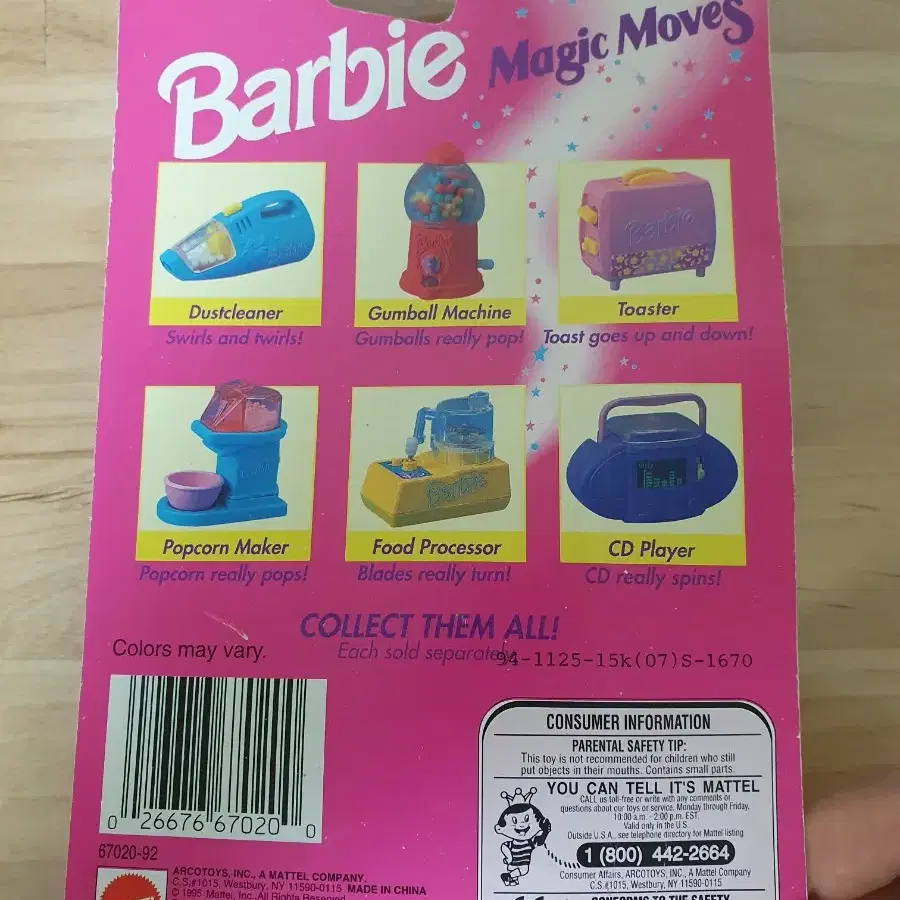 Barbie
Magic Moves
Barbie
Dustcleaner
Gumball Machine
Toaster
Swirls and twirls!
Gumballs really pop!
Toast goes up and down!
Barbie
Popcorn Maker
Food Processor
CD Player
Popcorn really pops!
Blades really turn!
CD really spins!
COLLECT THEM ALL!
Colors may vary.
Each sold separately.
94-1125-15k(07)S-1670
0 26676 67020 0
67020-92
ARCOTOYS, INC., A MATTEL COMPANY.
C.S.#1015, Westbury, NY 11590-0115 MADE IN CHINA
© 1995 Mattel, Inc. All Rights Reserved
CONSUMER INFORMATION
PARENTAL SAFETY TIP:
This toy is not recommended for children who still
put objects in their mouths. Contains small parts.
YOU CAN TELL IT'S MATTEL
CALL us toll-free or write with any comments or
questions about our toys or service, Monday through Friday,
10:00 a.m. - 2:00 p.m. EST.
Valid only in the U.S.
Outside U.S.A., see telephone directory for Mattel listing
1 (800) 442-2664
Consumer Affairs, ARCOTOYS, Inc., A Mattel Company
C.S.#1015, Westbury, NY 11590-0115
CONFORMS TO THE SAFETY